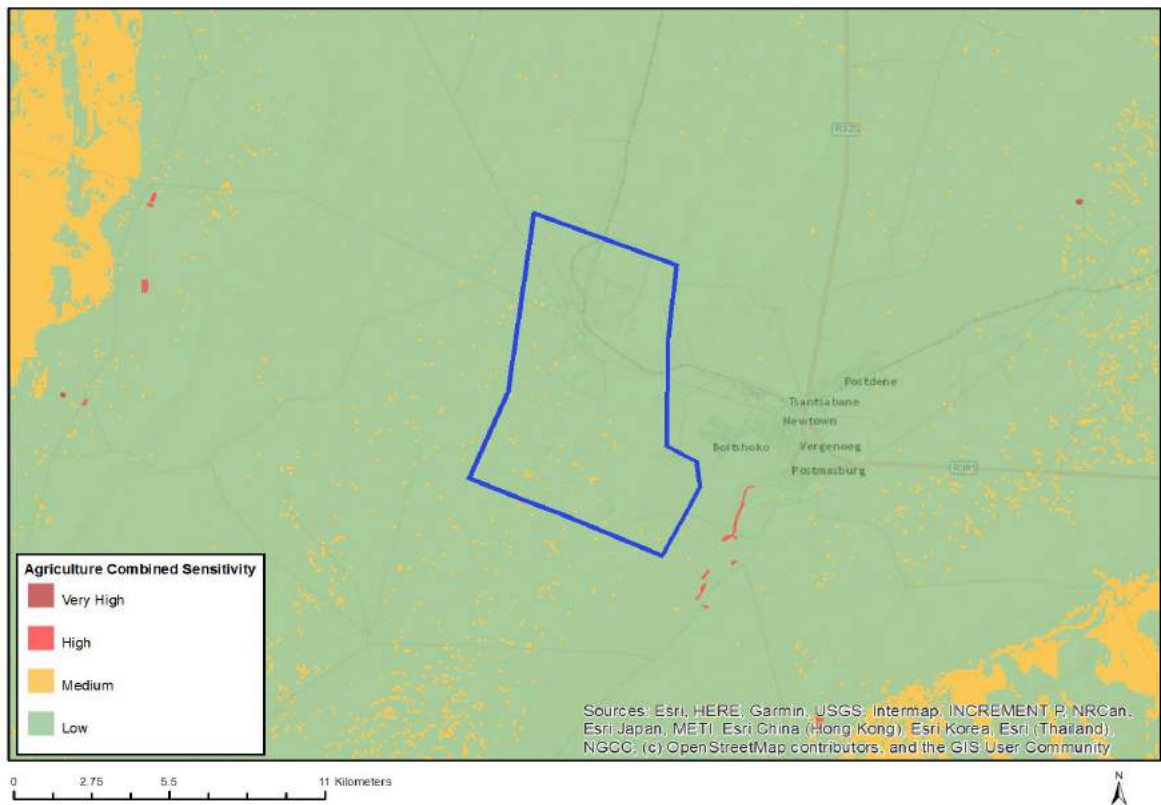 R325
Postdene
Tsantsabane
Newtown
Boitshoko
Vergenoeg
Postmasburg
R385
Agriculture Combined Sensitivity
Very High
High
Medium
Low
Sources: Esri, HERE, Garmin, USGS, Intermap, INCREMENT P, NRCan,
Esri Japan, METI, Esri China (Hong Kong), Esri Korea, Esri (Thailand),
NGCC, (c) OpenStreetMap contributors, and the GIS User Community
0 2.75 5.5 11 Kilometers
N